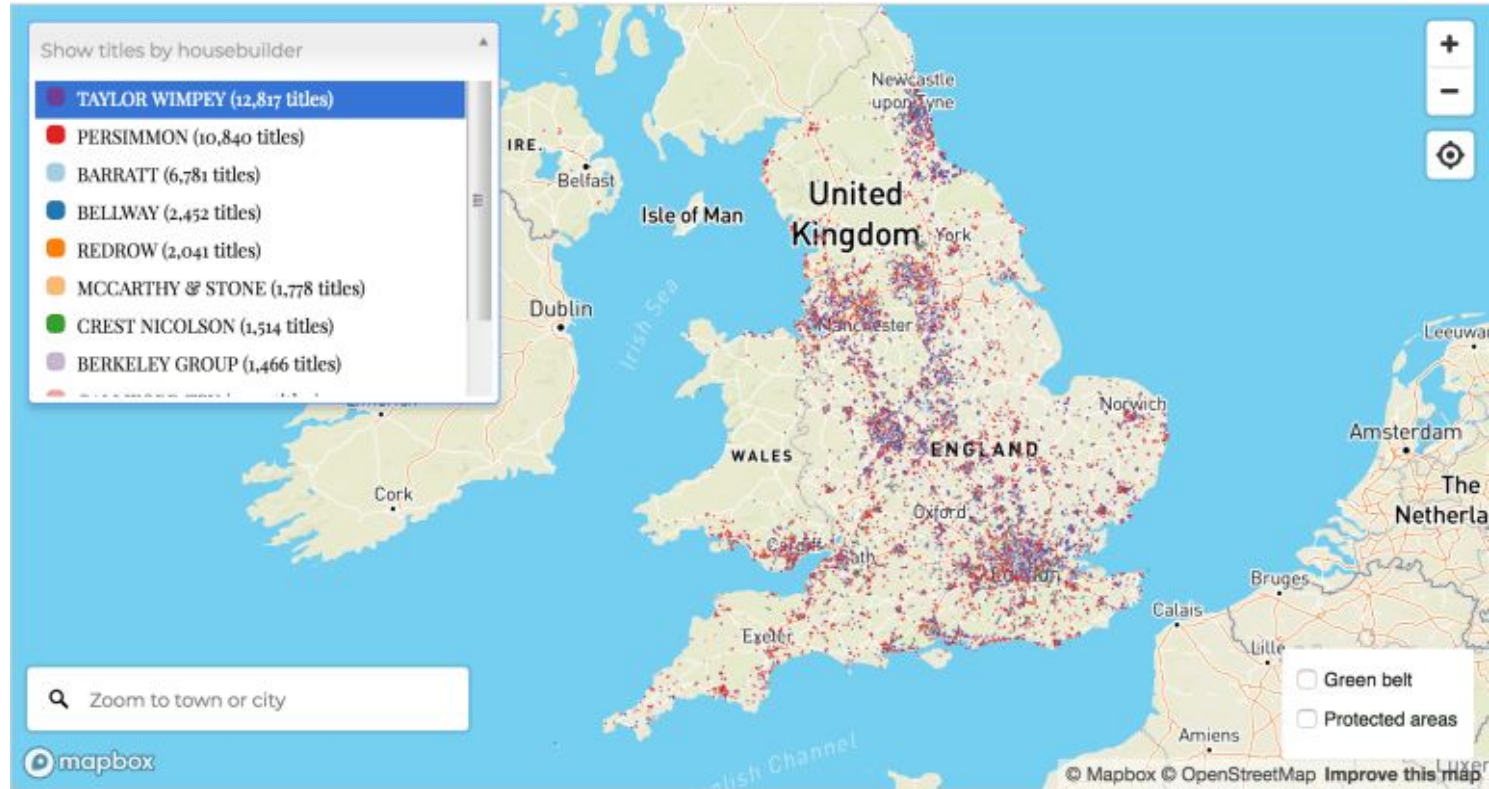 Show titles by housebuilder
TAYLOR WIMPEY (12,817 titles)
PERSIMMON (10,840 titles)
BARRATT (6,781 titles)
BELLWAY (2,452 titles)
REDROW (2,041 titles)
MCCARTHY & STONE (1,778 titles)
CREST NICOLSON (1,514 titles)
BERKELEY GROUP (1,466 titles)
Newcastle
upon Tyne
IRE.
Belfast
Isle of Man
United
Kingdom
York
Dublin
Irish Sea
Manchester
Leeuwar
Norwich
Amsterdam
WALES
ENGLAND
The
Netherla
Cork
Oxford
Cardiff
Bath
London
Bruges
Calais
Exeter
Lille
Green belt
Protected areas
Zoom to town or city
Amiens
glish Channel
mapbox
© Mapbox © OpenStreetMap Improve this map